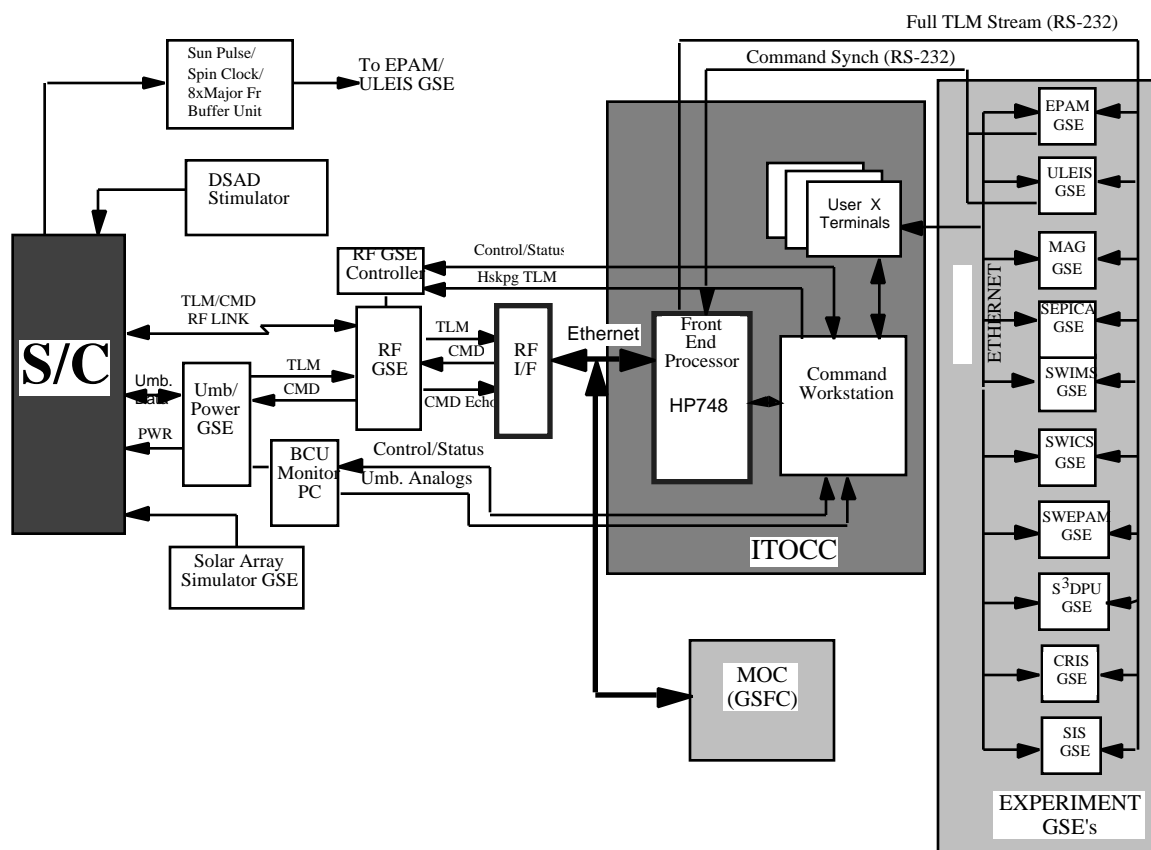 Full TLM Stream (RS-232)
Command Synch (RS-232)
Sun Pulse/
Spin Clock/
8xMajor Fr
Buffer Unit
To EPAM/
ULEIS GSE
DSAD
Stimulator
S/C
TLM/CMD
RF LINK
Umb.
PWR
Umb/
Power
GSE
TLM
CMD
RF GSE
Controller
RF
GSE
TLM
CMD
CMD Echo
RF
I/F
BCU
Monitor
PC
Solar Array
Simulator GSE
Control/Status
Hskpg TLM
Control/Status
Umb. Analogs
Ethernet
Front
End
Processor
HP748
User X
Terminals
Command
Workstation
ITOCC
MOC
(GSFC)
ETHERNET
EPAM
GSE
ULEIS
GSE
MAG
GSE
SEPICA
GSE
SWIMS
GSE
SWICS
GSE
SWEPAM
GSE
S³DPU
GSE
CRIS
GSE
SIS
GSE
EXPERIMENT
GSE's